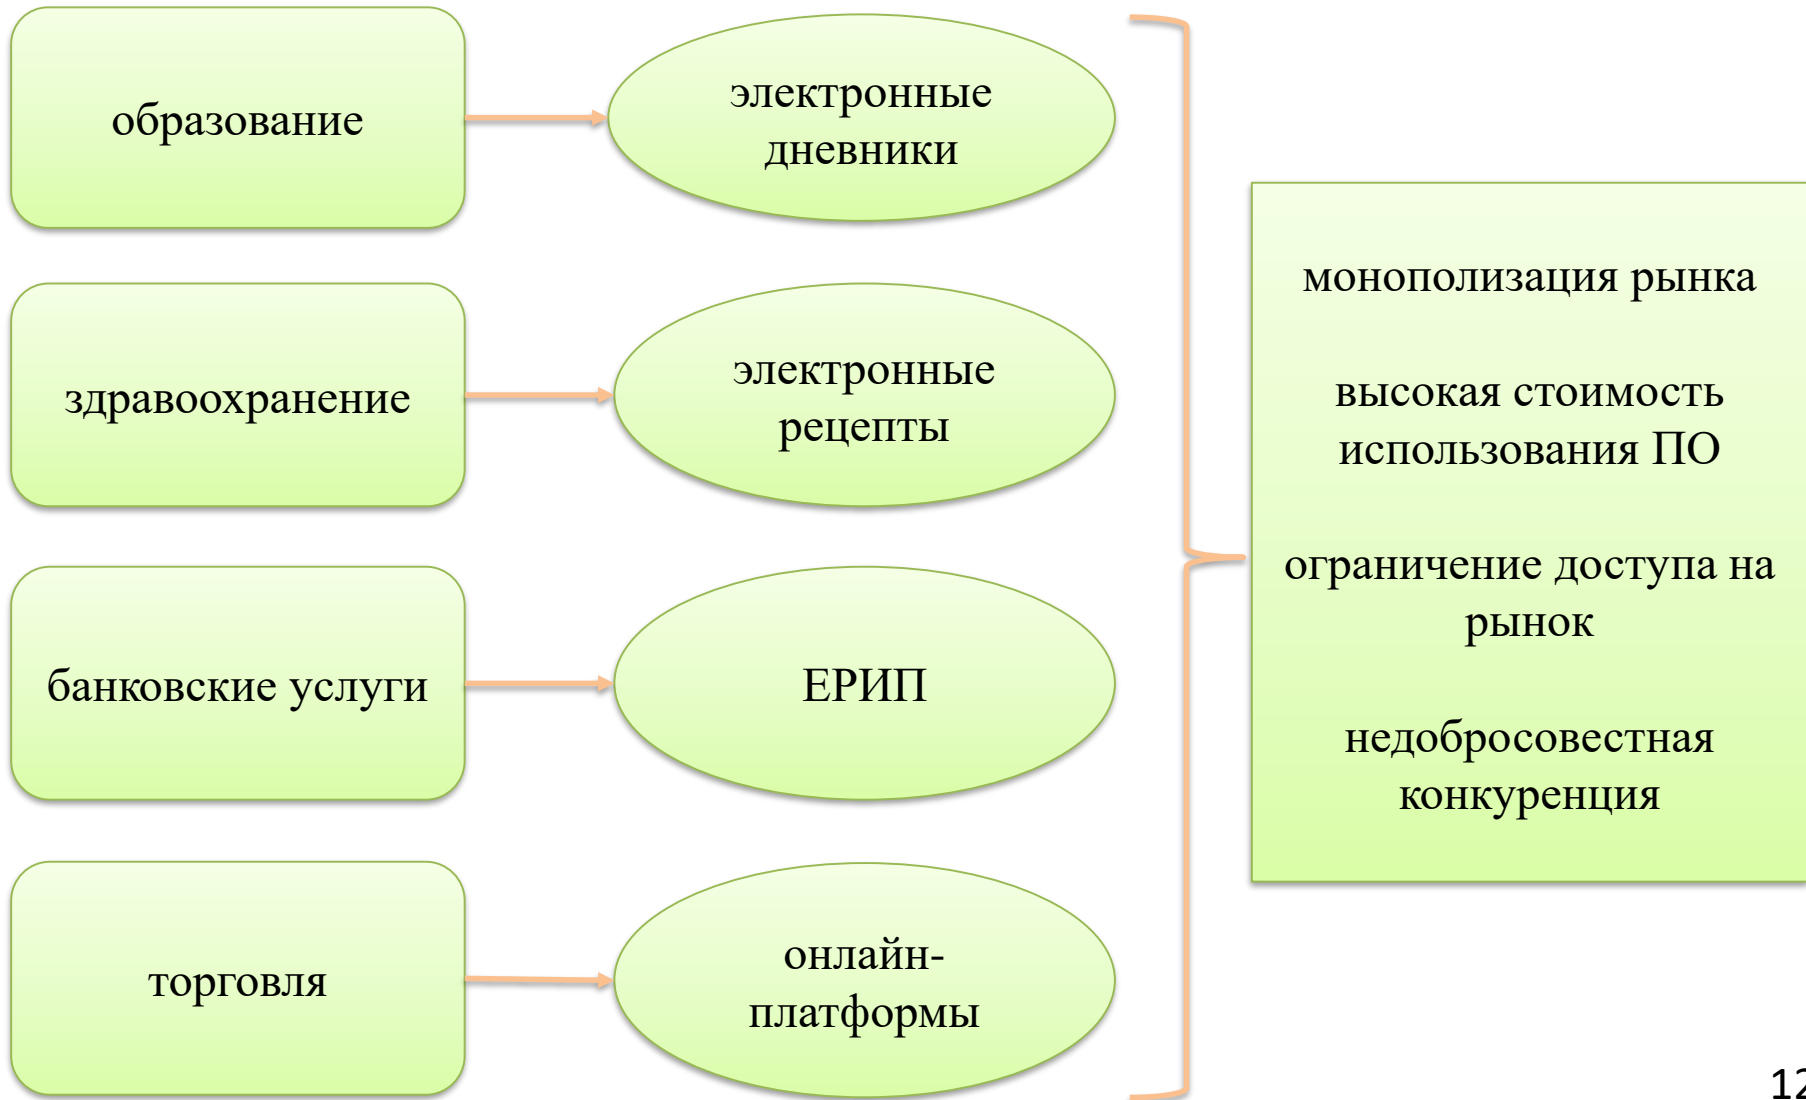 образование
электронные
дневники
здравоохранение
электронные
рецепты
банковские услуги
ЕРИП
торговля
онлайн-
платформы
монополизация рынка
высокая стоимость
использования ПО
ограничение доступа на
рынок
недобросовестная
конкуренция
12